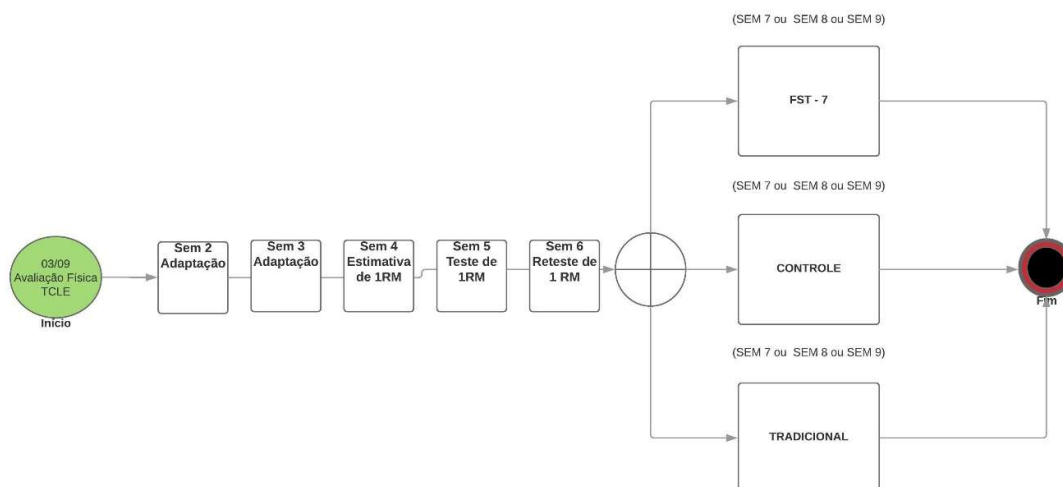 03/09
Avaliação Física
TCLE
Início
Sem 2
Adaptação
Sem 3
Adaptação
Sem 4
Estimativa
de 1RM
Sem 5
Teste de
1RM
Sem 6
Reteste de
1 RM
(SEM 7 ou SEM 8 ou SEM 9)
FST - 7
(SEM 7 ou SEM 8 ou SEM 9)
CONTROLE
(SEM 7 ou SEM 8 ou SEM 9)
TRADICIONAL
Fim